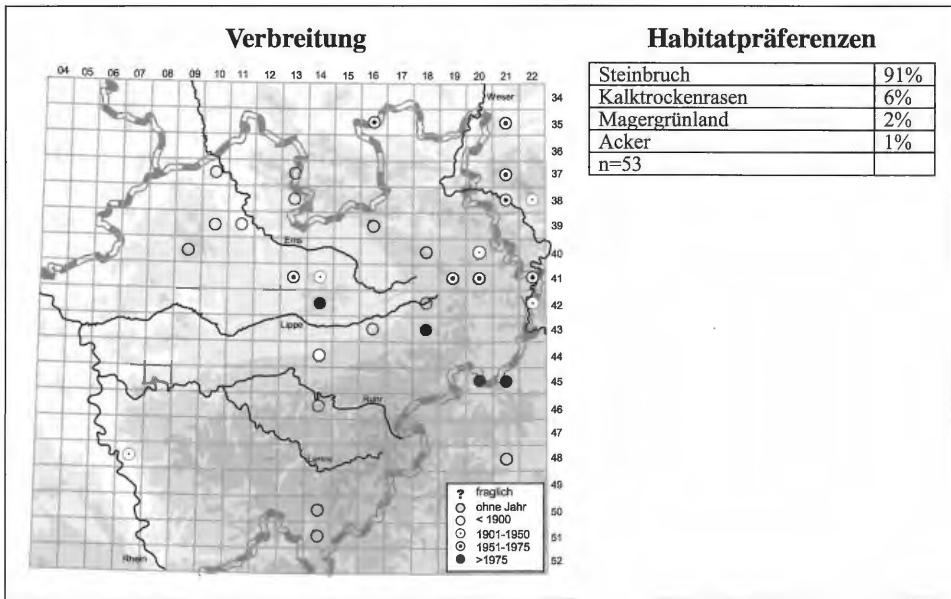 Verbreitung
Habitatpräferenzen
04 05 06 07 08 09 10 11 12 13 14 15 16 17 18 19 20 21 22
Steinbruch 91%
Kalktrockenrasen 6%
Magergrünland 2%
Acker 1%
n=53
Weser
34
35
36
37
38
39
Ems
40
41
42
Lippe
43
44
45
Ruhr
46
47
Lenne
48
49
? fraglich
ohne Jahr
50
< 1900
1901-1950
51
1951-1975
>1975
52
Rhein